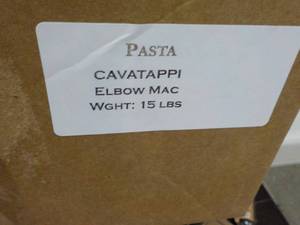 PASTA
CAVATAPPI
ELBOW MAC
WGHT: 15 LBS